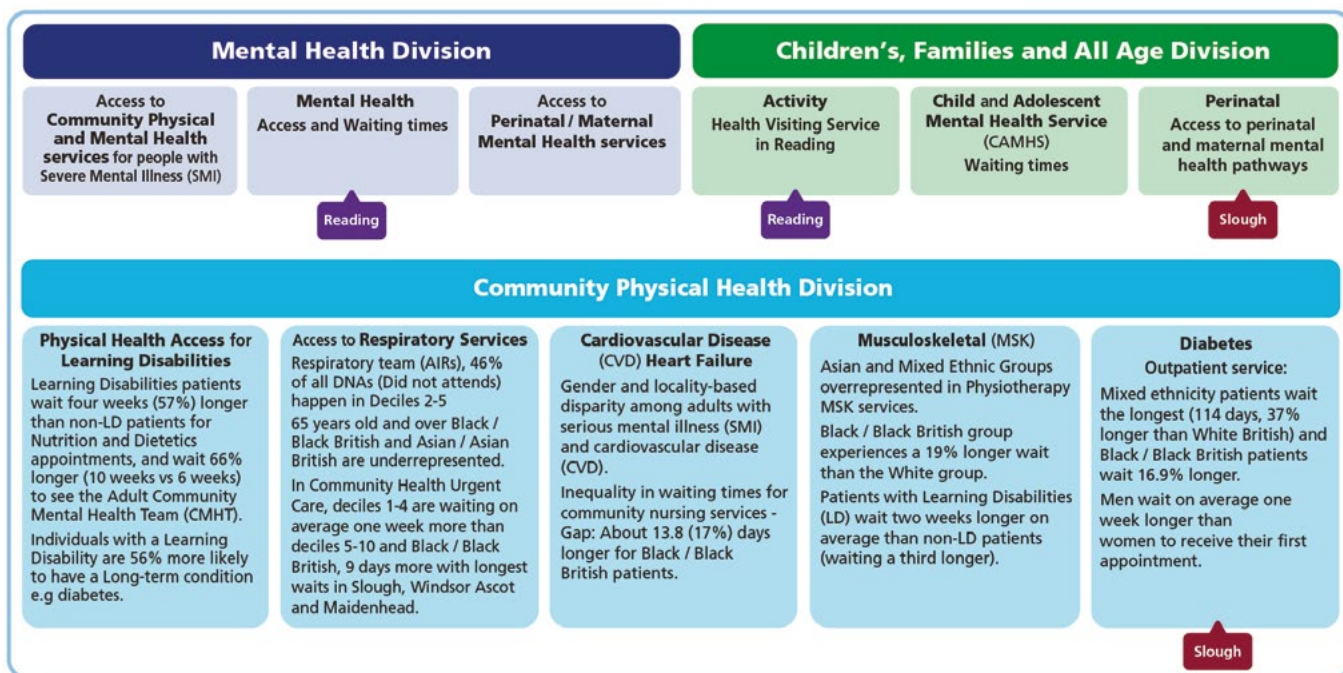 Mental Health Division
Access to
Community Physical
and Mental Health
services for people with
Severe Mental Illness (SMI)
Mental Health
Access and Waiting times
Access to
Perinatal / Maternal
Mental Health services
Reading
Children's, Families and All Age Division
Activity
Health Visiting Service
in Reading
Child and Adolescent
Mental Health Service
(CAMHS)
Waiting times
Perinatal
Access to perinatal
and maternal mental
health pathways
Reading
Slough
Community Physical Health Division
Physical Health Access for
Learning Disabilities
Learning Disabilities patients
wait four weeks (57%) longer
than non-LD patients for
Nutrition and Dietetics
appointments, and wait 66%
longer (10 weeks vs 6 weeks)
to see the Adult Community
Mental Health Team (CMHT).
Individuals with a Learning
Disability are 56% more likely
to have a Long-term condition
e.g diabetes.
Access to Respiratory Services
Respiratory team (AIRs), 46%
of all DNAs (Did not attends)
happen in Deciles 2-5
65 years old and over Black /
Black British and Asian / Asian
British are underrepresented.
In Community Health Urgent
Care, deciles 1-4 are waiting on
average one week more than
deciles 5-10 and Black / Black
British, 9 days more with longest
waits in Slough, Windsor Ascot
and Maidenhead.
Cardiovascular Disease
(CVD) Heart Failure
Gender and locality-based
disparity among adults with
serious mental illness (SMI)
and cardiovascular disease
(CVD).
Inequality in waiting times for
community nursing services -
Gap: About 13.8 (17%) days
longer for Black / Black
British patients.
Musculoskeletal (MSK)
Asian and Mixed Ethnic Groups
overrepresented in Physiotherapy
MSK services.
Black / Black British group
experiences a 19% longer wait
than the White group.
Patients with Learning Disabilities
(LD) wait two weeks longer on
average than non-LD patients
(waiting a third longer).
Diabetes
Outpatient service:
Mixed ethnicity patients wait
the longest (114 days, 37%
longer than White British) and
Black / Black British patients
wait 16.9% longer.
Men wait on average one
week longer than
women to receive their first
appointment.
Slough